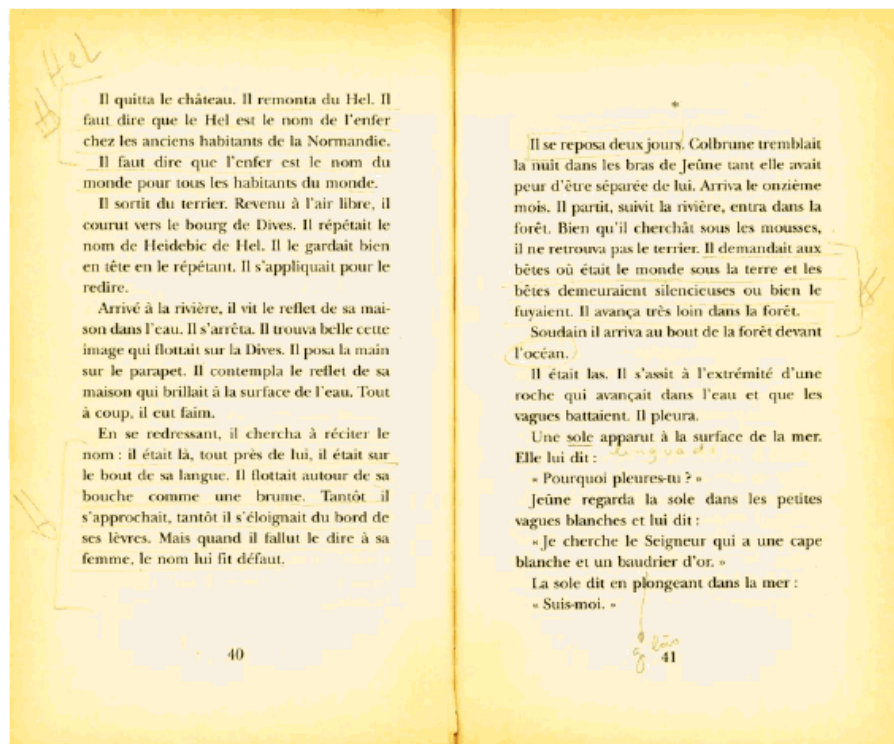 Hel
Il quitta le château. Il remonta du Hel. Il
faut dire que le Hel est le nom de l'enfer
chez les anciens habitants de la Normandie.
Il faut dire que l'enfer est le nom du
monde pour tous les habitants du monde.
Il sortit du terrier. Revenu à l'air libre, il
courut vers le bourg de Dives. Il répétait le
nom de Heidebic de Hel. Il le gardait bien
en tête en le répétant. Il s'appliquait pour le
redire.
Arrivé à la rivière, il vit le reflet de sa mai-
son dans l'eau. Il s'arrêta. Il trouva belle cette
image qui flottait sur la Dives. Il posa la main
sur le parapet. Il contempla le reflet de sa
maison qui brillait à la surface de l'eau. Tout
à coup, il eut faim.
En se redressant, il chercha à réciter le
nom : il était là, tout près de lui, il était sur
le bout de sa langue. Il flottait autour de sa
bouche comme une brume. Tantôt il
s'approchait, tantôt il s'éloignait du bord de
ses lèvres. Mais quand il fallut le dire à sa
femme, le nom lui fit défaut.
40
*
Il se reposa deux jours. Colbrune tremblait
la nuit dans les bras de Jeûne tant elle avait
peur d'être séparée de lui. Arriva le onzième
mois. Il partit, suivit la rivière, entra dans la
forêt. Bien qu'il cherchât sous les mousses,
il ne retrouva pas le terrier. Il demandait aux
bêtes où était le monde sous la terre et les
bêtes demeuraient silencieuses ou bien le
fuyaient. Il avança très loin dans la forêt.
Soudain il arriva au bout de la forêt devant
l'océan.
Il était las. Il s'assit à l'extrémité d'une
roche qui avançait dans l'eau et que les
vagues battaient. Il pleura.
Une sole apparut à la surface de la mer.
Elle lui dit :
« Pourquoi pleures-tu ? »
Jeûne regarda la sole dans les petites
vagues blanches et lui dit :
« Je cherche le Seigneur qui a une cape
blanche et un baudrier d'or. »
La sole dit en plongeant dans la mer :
« Suis-moi. »
41